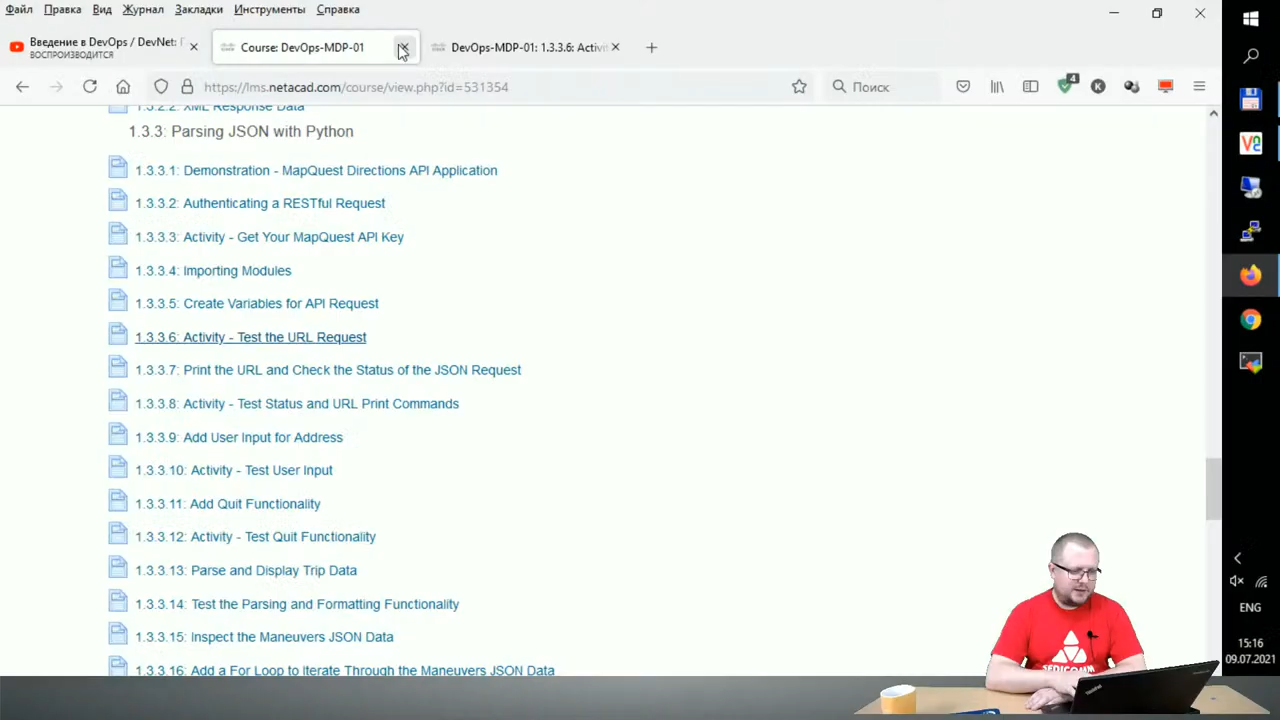 Файл Правка Вид Журнал Закладки Инструменты Справка
Введение в DevOps / DevNet:
ВОСПРОИЗВОДИТСЯ
Course: DevOps-MDP-01
DevOps-MDP-01: 1.3.3.6: Activi
https://lms.netacad.com/course/view.php?id=531354
Поиск
4
1.3.2.2: XML Response Data
1.3.3: Parsing JSON with Python
1.3.3.1: Demonstration - MapQuest Directions API Application
1.3.3.2: Authenticating a RESTful Request
1.3.3.3: Activity - Get Your MapQuest API Key
1.3.3.4: Importing Modules
1.3.3.5: Create Variables for API Request
1.3.3.6: Activity - Test the URL Request
1.3.3.7: Print the URL and Check the Status of the JSON Request
1.3.3.8: Activity - Test Status and URL Print Commands
1.3.3.9: Add User Input for Address
1.3.3.10: Activity - Test User Input
1.3.3.11: Add Quit Functionality
1.3.3.12: Activity - Test Quit Functionality
1.3.3.13: Parse and Display Trip Data
1.3.3.14: Test the Parsing and Formatting Functionality
1.3.3.15: Inspect the Maneuvers JSON Data
1.3.3.16: Add a For Loop to Iterate Through the Maneuvers JSON Data
ENG
15:16
09.07.2021
SEDICOMM
ThinkPad